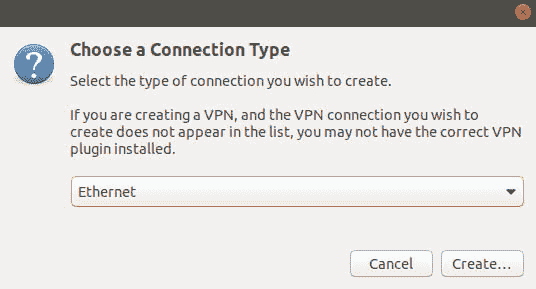 Choose a Connection Type
Select the type of connection you wish to create.
If you are creating a VPN, and the VPN connection you wish to
create does not appear in the list, you may not have the correct VPN
plugin installed.
Ethernet
Cancel
Create...